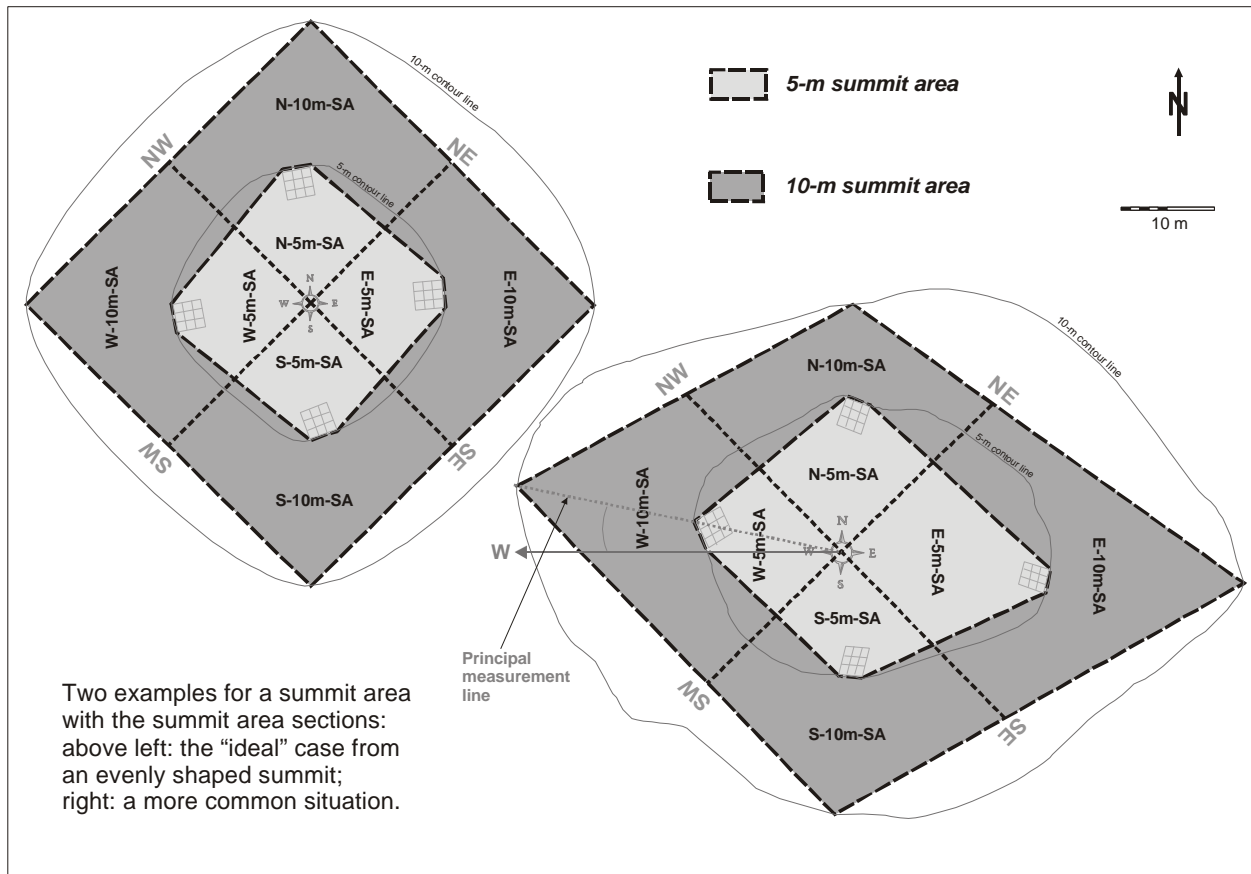 10-m contour line
N-10m-SA
NW
NE
5-m contour line
N-5m-SA
W-10m-SA
W-5m-SA
N
W
E
S
E-5m-SA
E-10m-SA
S-5m-SA
SW
SE
S-10m-SA
5-m summit area
10-m summit area
N
10 m
10-m contour line
N-10m-SA
NW
NE
5-m contour line
N-5m-SA
W-10m-SA
W-5m-SA
W
N
W
E
S
E-5m-SA
E-10m-SA
S-5m-SA
Principal
measurement
line
SW
SE
S-10m-SA
Two examples for a summit area
with the summit area sections:
above left: the “ideal” case from
an evenly shaped summit;
right: a more common situation.